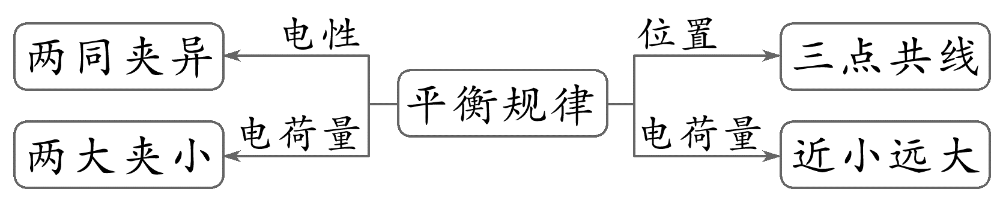 电性
两同夹异
电荷量
两大夹小
平衡规律
位置
三点共线
电荷量
近小远大